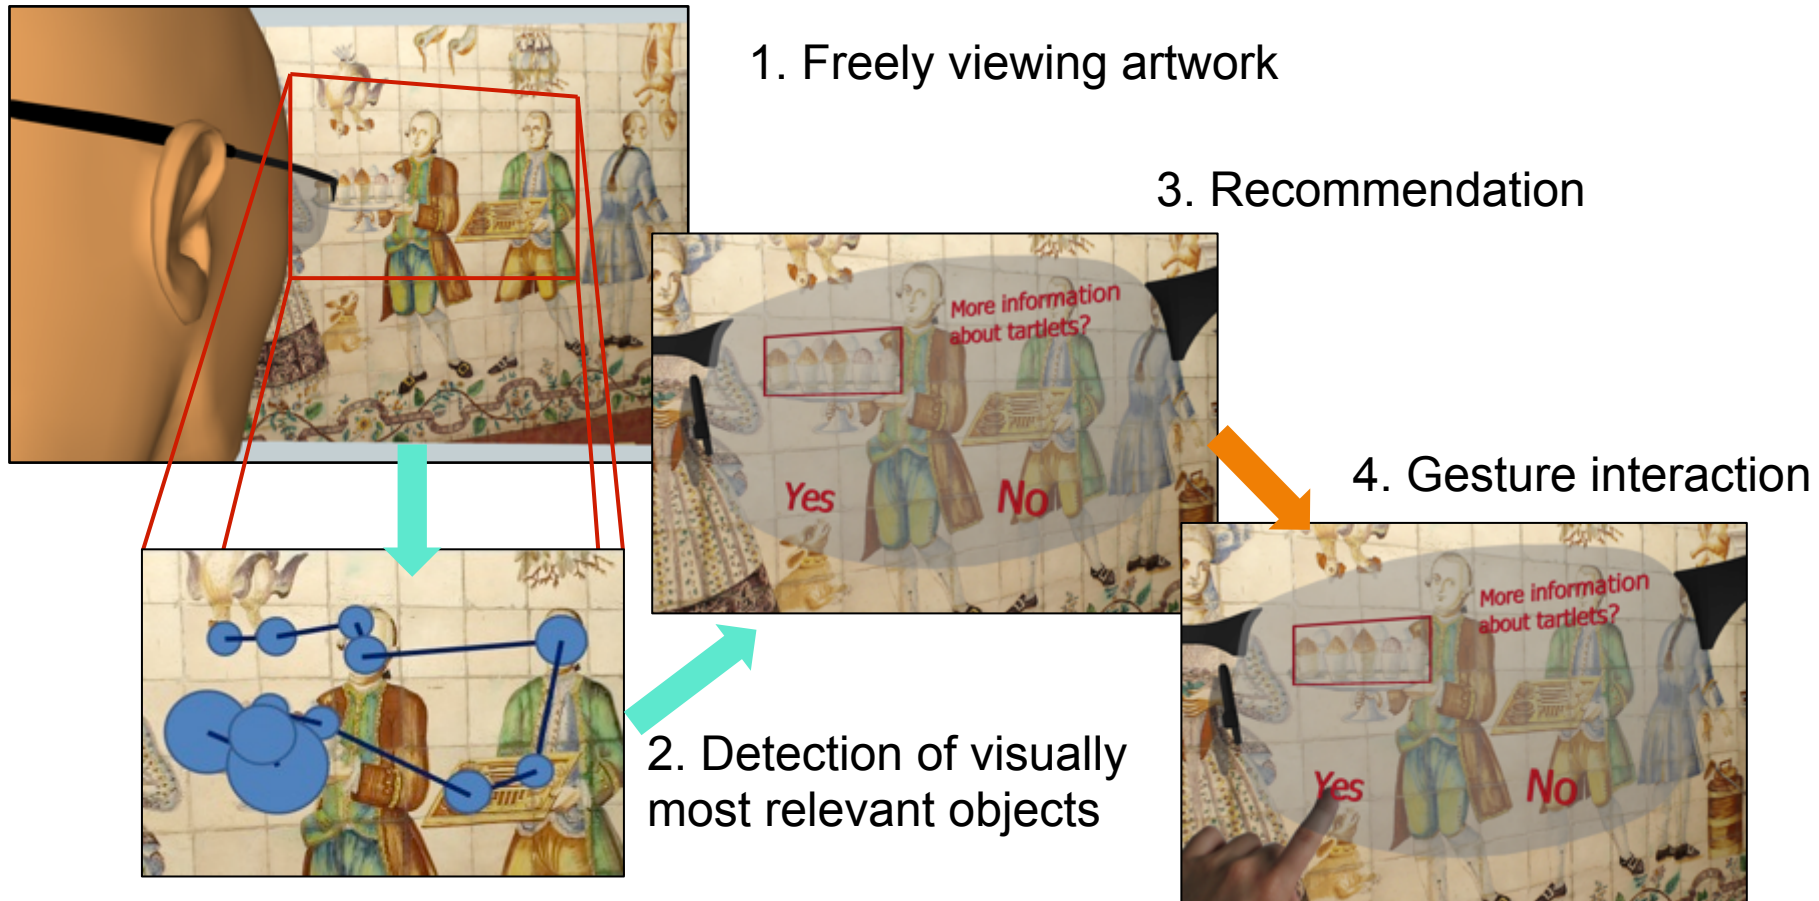 1. Freely viewing artwork
2. Detection of visually
most relevant objects
3. Recommendation
More information
about tartlets?
Yes
No
4. Gesture interaction
More information
about tartlets?
Yes
No